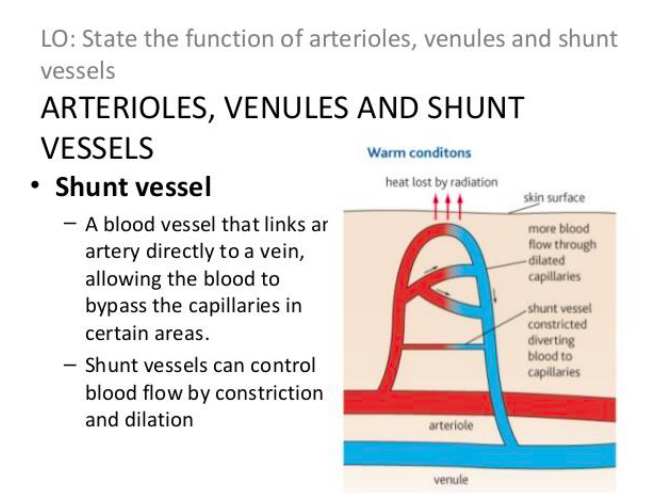 LO: State the function of arterioles, venules and shunt
vessels
ARTERIOLES, VENULES AND SHUNT
VESSELS
• Shunt vessel
– A blood vessel that links an
artery directly to a vein,
allowing the blood to
bypass the capillaries in
certain areas.
– Shunt vessels can control
blood flow by constriction
and dilation
Warm conditons
heat lost by radiation
skin surface
more blood
flow through
dilated
capillaries
shunt vessel
constricted
diverting
blood to
capillaries
arteriole
venule